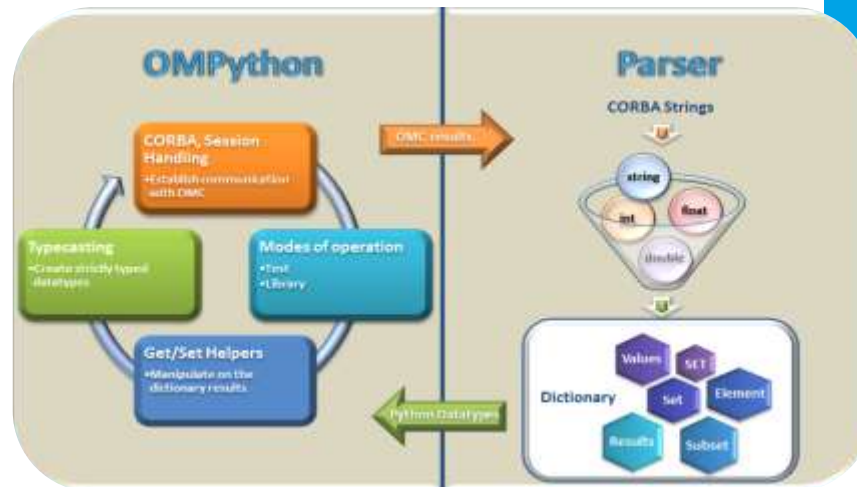 OMPython
CORBA, Session
Handling
•Establish communication
with OMC
Typecasting
•Create strictly typed
datatypes
Modes of operation
•Test
•Library
Get/Set Helpers
•Manipulate on the
dictionary results
OMC results
Python Datatypes
Parser
CORBA Strings
string
int
float
double
Dictionary
Values
SET
Set
Element
Results
Subset